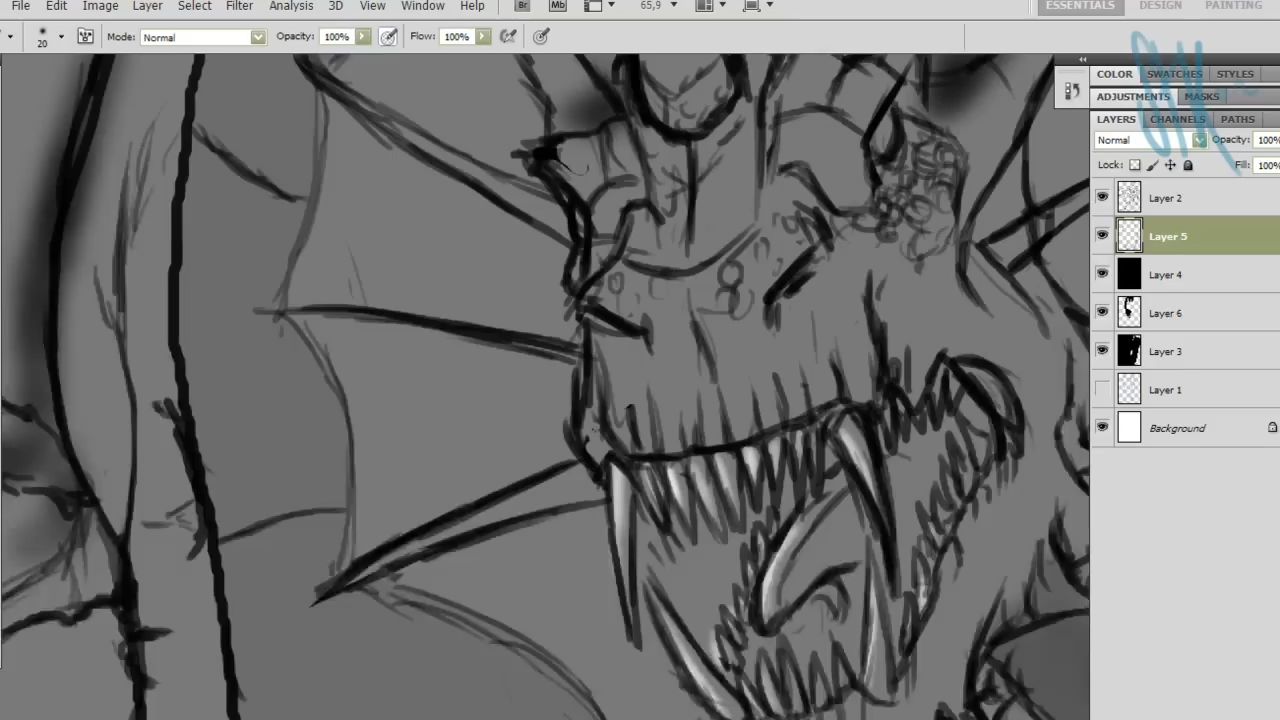 File Edit Image Layer Select Filter Analysis 3D View Window Help Br Mb 65,9 ESSENTIALS DESIGN PAINTING
20 Mode: Normal Opacity: 100% Flow: 100%
COLOR SWATCHES STYLES
ADJUSTMENTS MASKS
LAYERS CHANNELS PATHS
Normal Opacity: 100%
Lock: Fill: 100%
Layer 2
Layer 5
Layer 4
Layer 6
Layer 3
Layer 1
Background